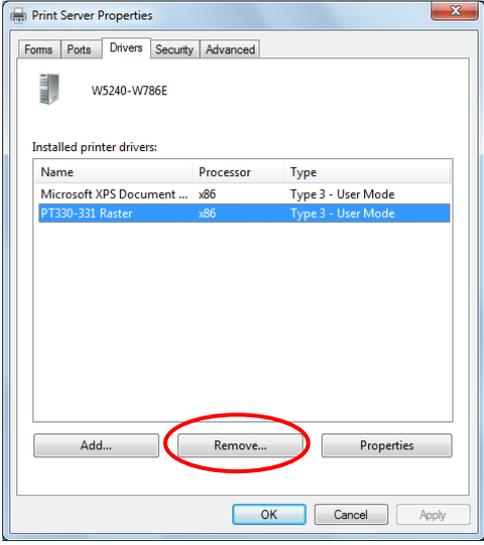 Print Server Properties
Forms Ports Drivers Security Advanced
W5240-W786E
Installed printer drivers:
Name Processor Type
Microsoft XPS Document ... x86 Type 3 - User Mode
PT330-331 Raster x86 Type 3 - User Mode
Add... Remove... Properties
OK Cancel Apply